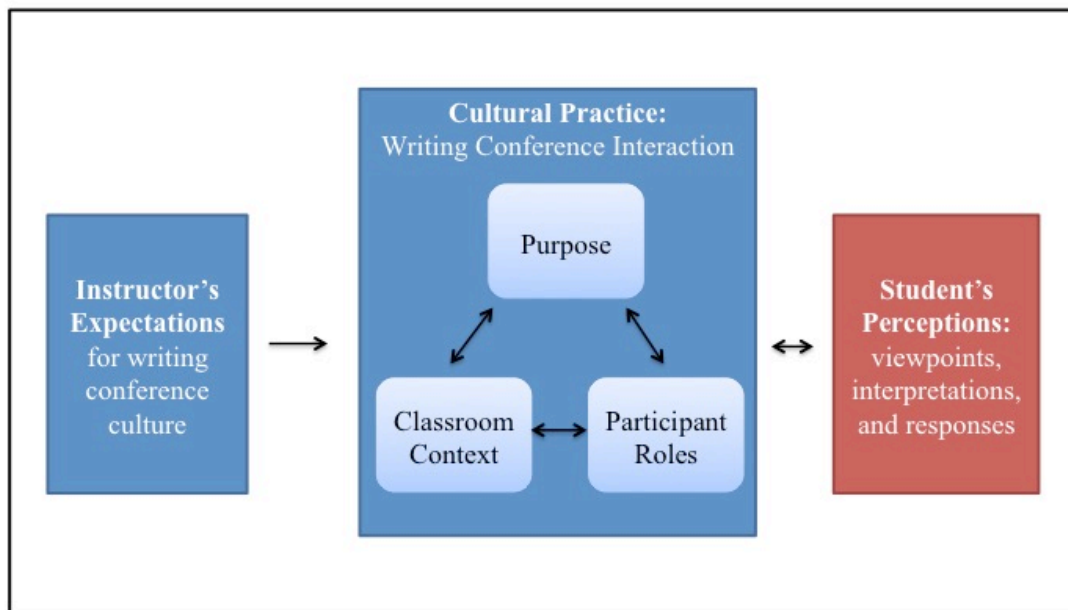 Cultural Practice:
Writing Conference Interaction
Purpose
Classroom
Context
Participant
Roles
Instructor’s
Expectations
for writing
conference
culture
Student’s
Perceptions:
viewpoints,
interpretations,
and responses